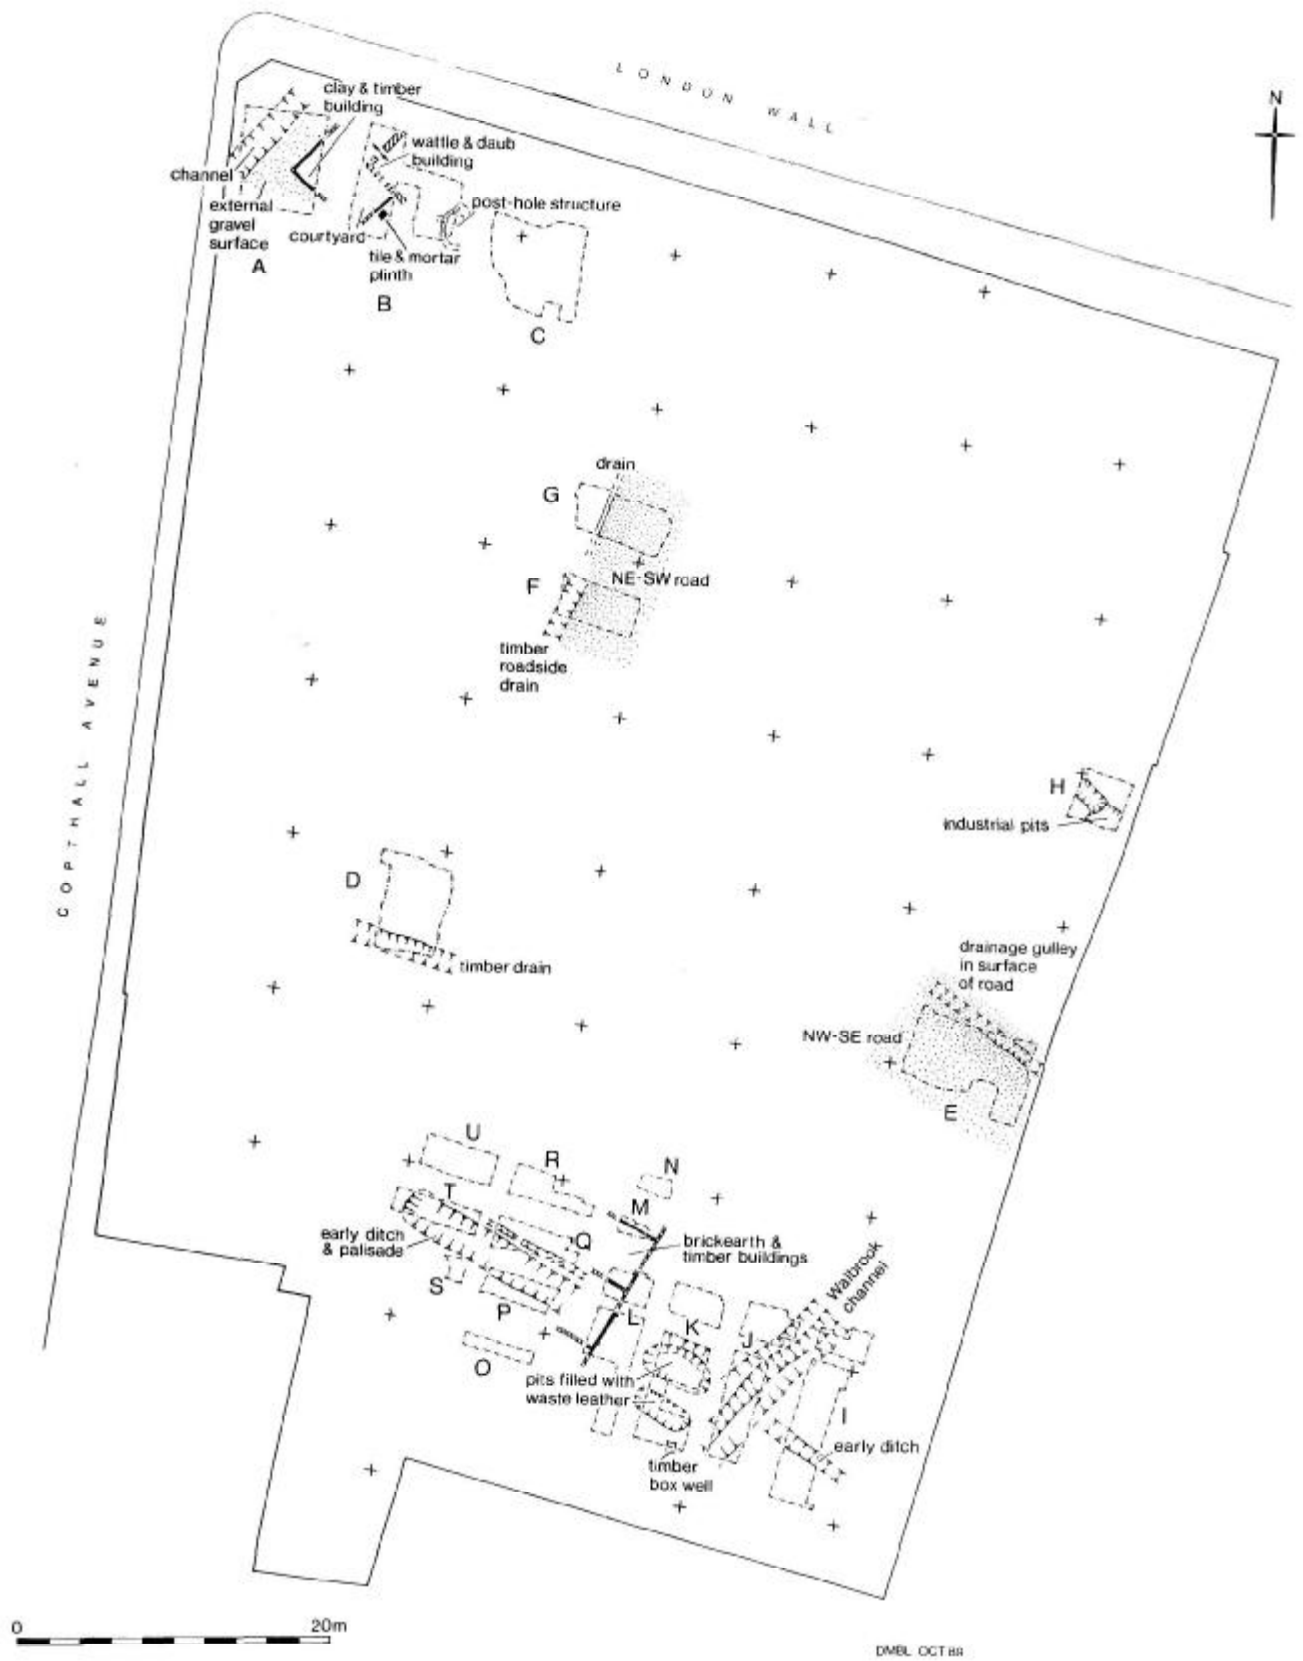 LONDON WALL
N
clay & timber
building
wattle & daub
building
channel
post-hole structure
external
gravel
surface
courtyard
A
tile & mortar
plinth
B
C
drain
G
NE-SW road
F
timber
roadside
drain
COPTHALL AVENUE
H
industrial pits
D
timber drain
drainage gulley
in surface
of road
NW-SE road
E
U
R
N
T
M
early ditch
& palisade
Q
brickearth &
timber buildings
Walbrook
channel
S
P
L
K
J
O
pits filled with
waste leather
I
early ditch
timber
box well
0
20m
DMBL OCT 88